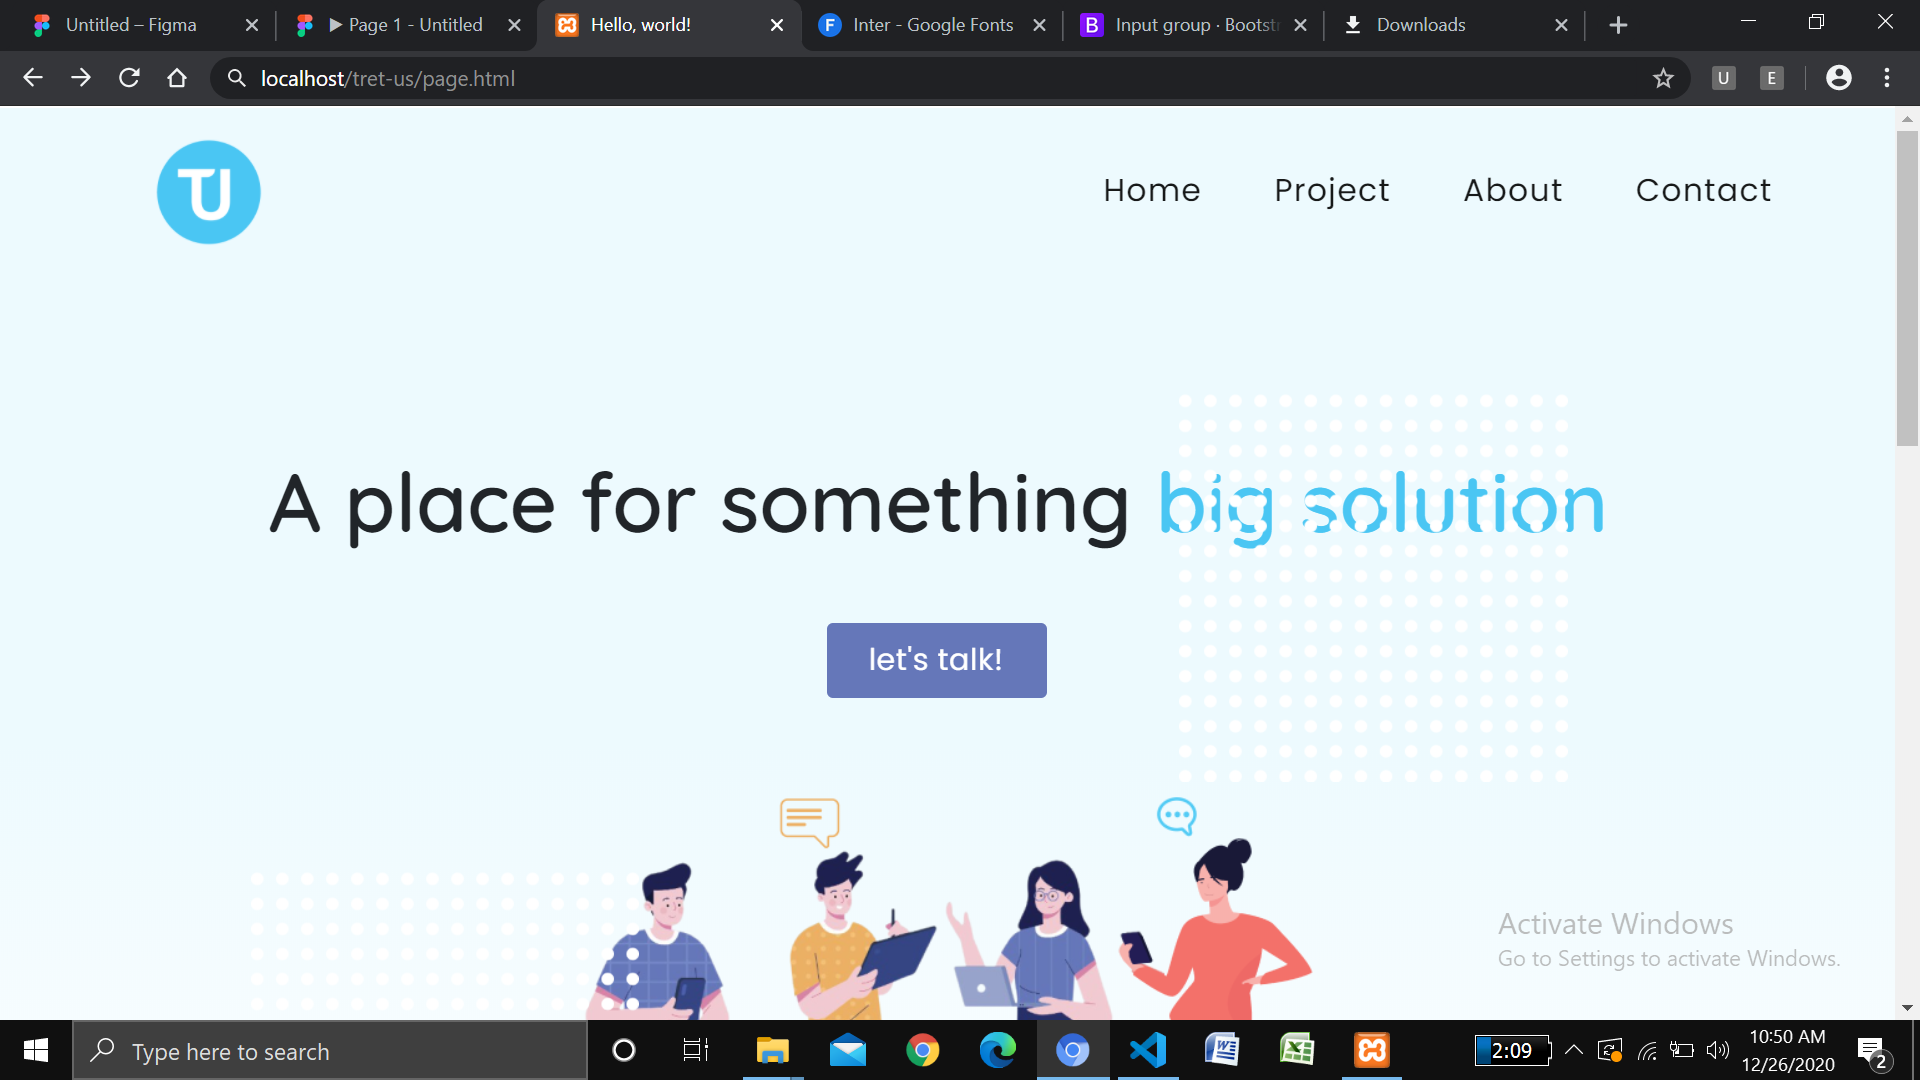 Untitled – Figma
Page 1 - Untitled
Hello, world!
Inter - Google Fonts
Input group · Bootst
Downloads
localhost/tret-us/page.html
U
E
TU
Home
Project
About
Contact
A place for something big solution
let's talk!
Activate Windows
Go to Settings to activate Windows.
Type here to search
2:09
10:50 AM
12/26/2020
2